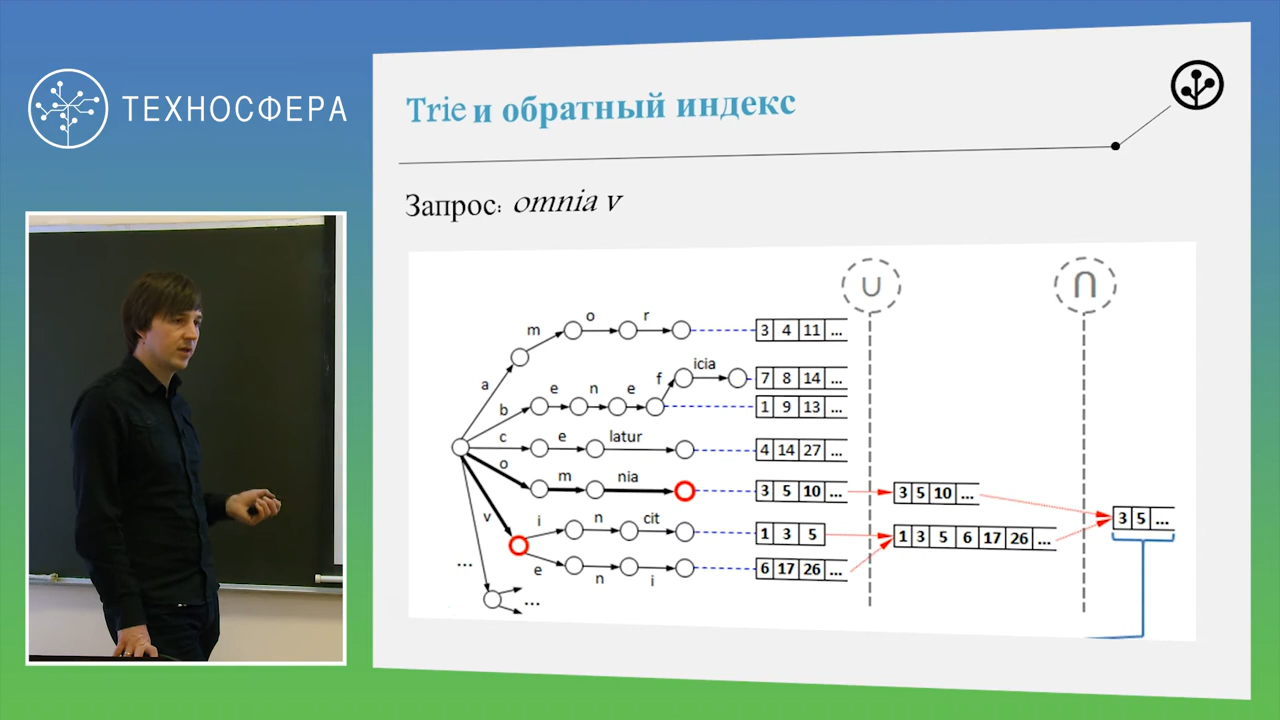 ТЕХНОСФЕРА
Trie и обратный индекс
Запрос: omnia v
∪ ∩
a m o r 3 4 11 ...
b e n e f icia 7 8 14 ...
1 9 13 ...
c e latur 4 14 27 ...
o m nia 3 5 10 ... 3 5 10 ...
3 5 ...
v i n cit 1 3 5 1 3 5 6 17 26 ...
e n i 6 17 26 ...
... ...